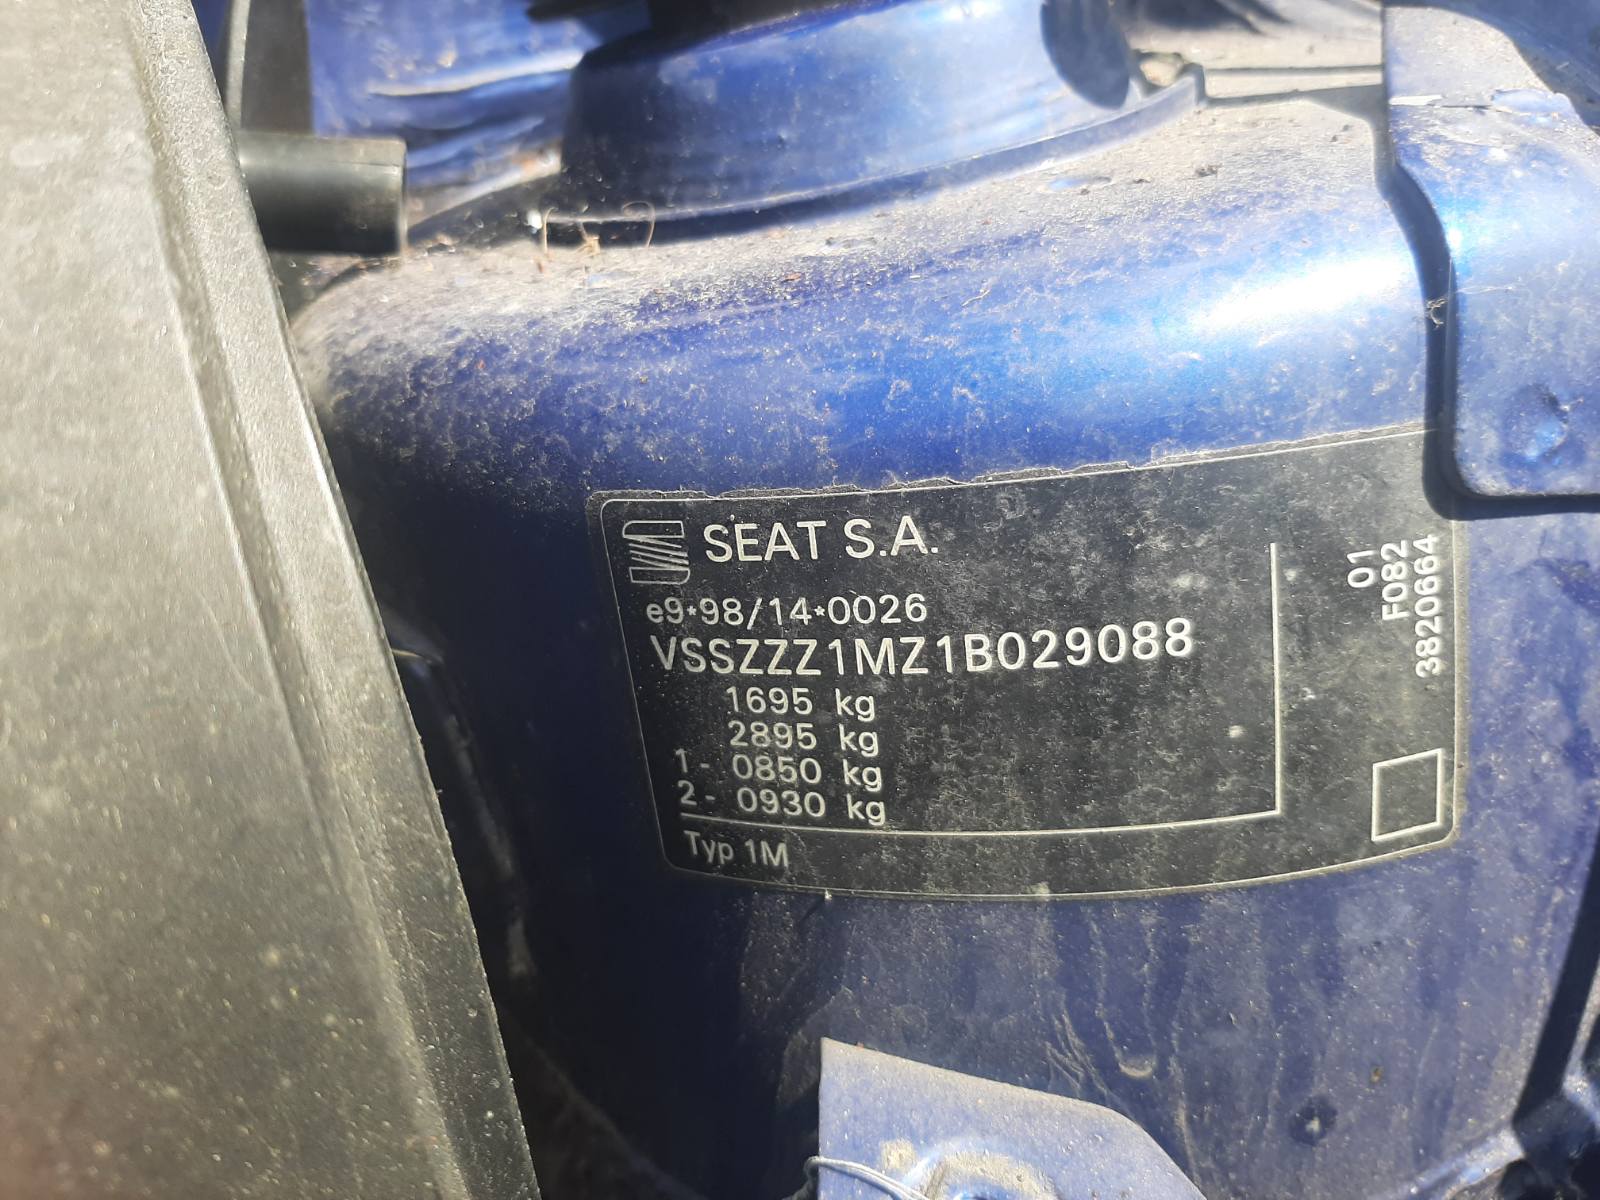 SEAT S.A.
e9*98/14*0026
VSSZZZ1MZ1B029088
1695 kg
2895 kg
1- 0850 kg
2- 0930 kg
Typ 1M
01
F082
3820664